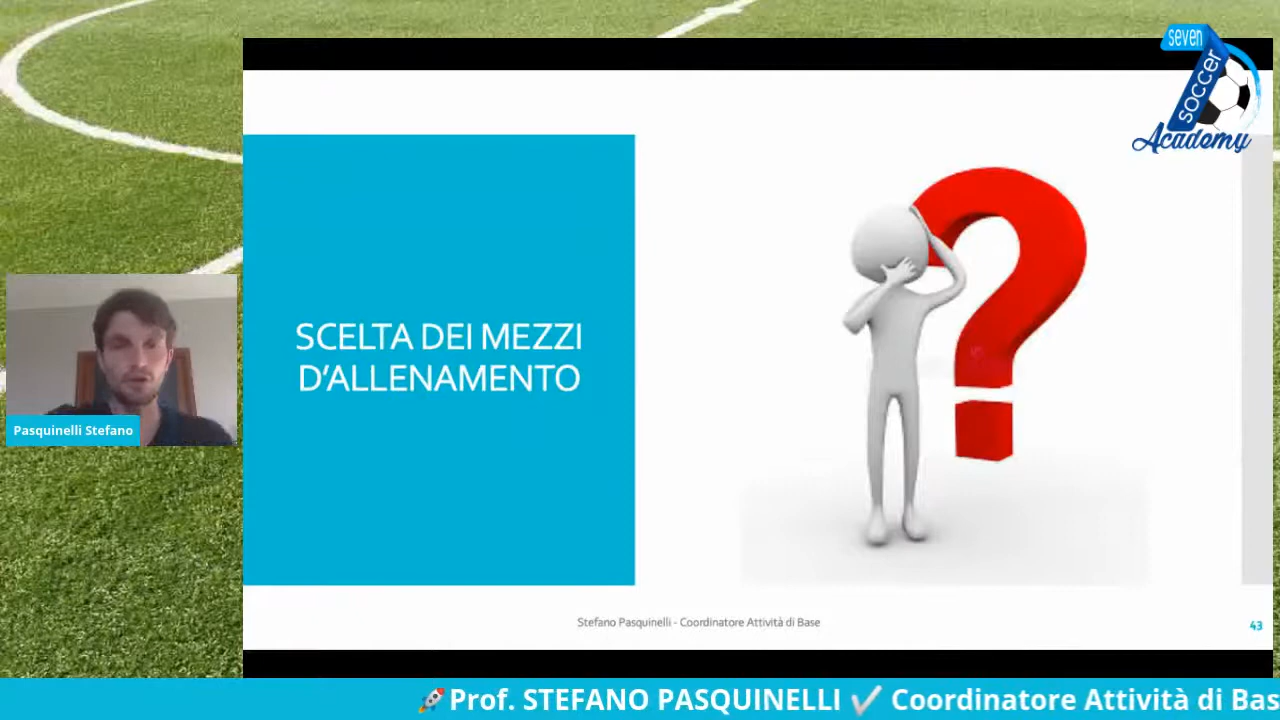 seven
SOCCER
Academy
SCELTA DEI MEZZI
D'ALLENAMENTO
Pasquinelli Stefano
Stefano Pasquinelli - Coordinatore Attività di Base
43
Prof. STEFANO PASQUINELLI ✔ Coordinatore Attività di Bas